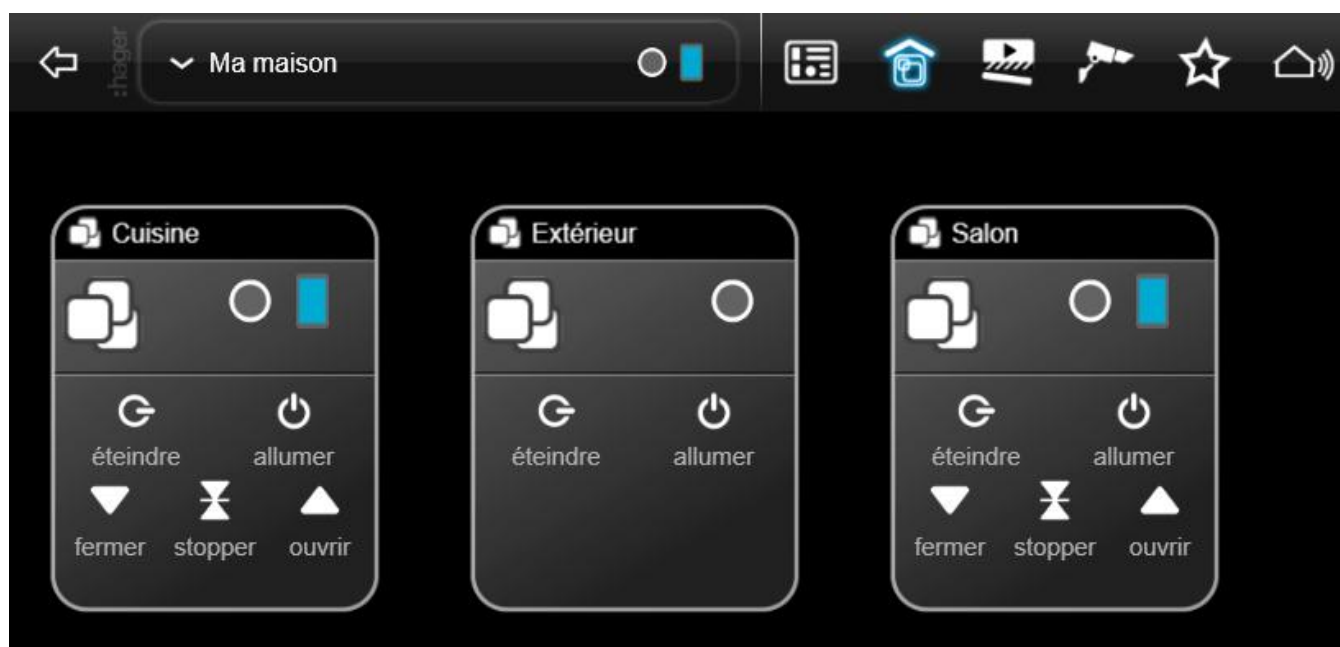 :hager
Ma maison
Cuisine
éteindre allumer
fermer stopper ouvrir
Extérieur
éteindre allumer
Salon
éteindre allumer
fermer stopper ouvrir